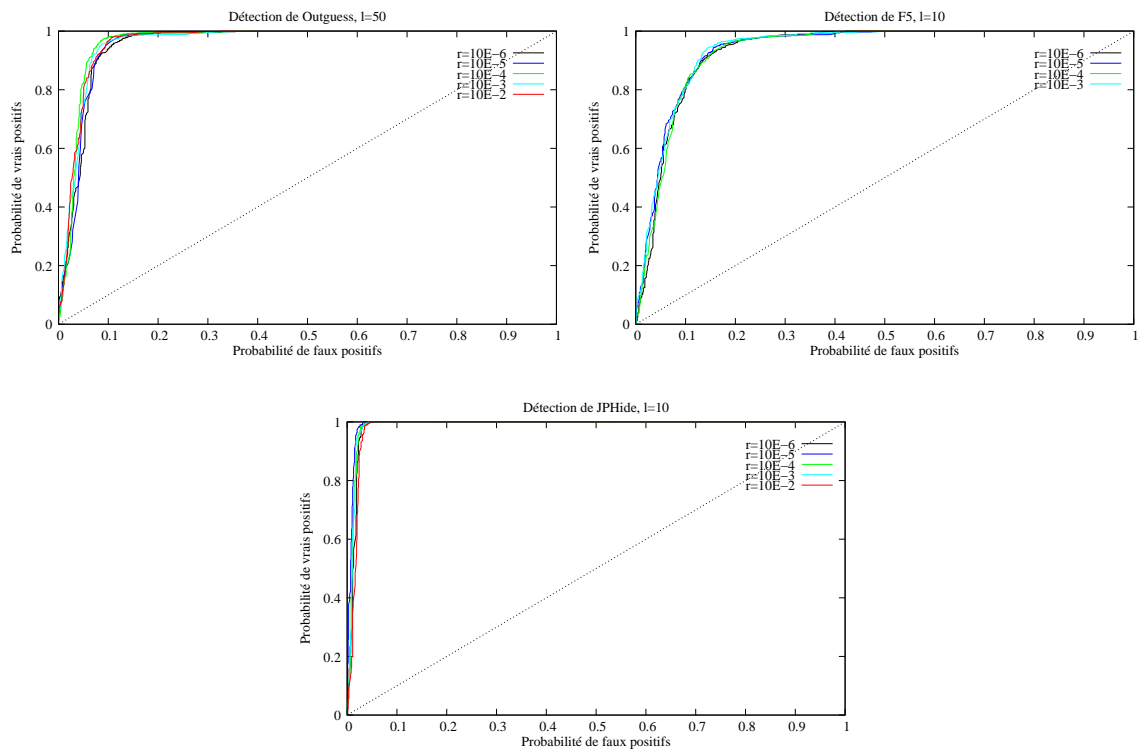 Détection de Outguess, l=50
1
0.8
0.6
0.4
0.2
0
r=10E−6
r=10E−5
r=10E−4
r=10E−3
r=10E−2
Probabilité de vrais positifs
0 0.1 0.2 0.3 0.4 0.5 0.6 0.7 0.8 0.9 1
Probabilité de faux positifs
Détection de F5, l=10
1
0.8
0.6
0.4
0.2
0
r=10E−6
r=10E−5
r=10E−4
r=10E−3
Probabilité de vrais positifs
0 0.1 0.2 0.3 0.4 0.5 0.6 0.7 0.8 0.9 1
Probabilité de faux positifs
Détection de JPHide, l=10
1
0.8
0.6
0.4
0.2
0
r=10E−6
r=10E−5
r=10E−4
r=10E−3
r=10E−2
Probabilité de vrais positifs
0 0.1 0.2 0.3 0.4 0.5 0.6 0.7 0.8 0.9 1
Probabilité de faux positifs